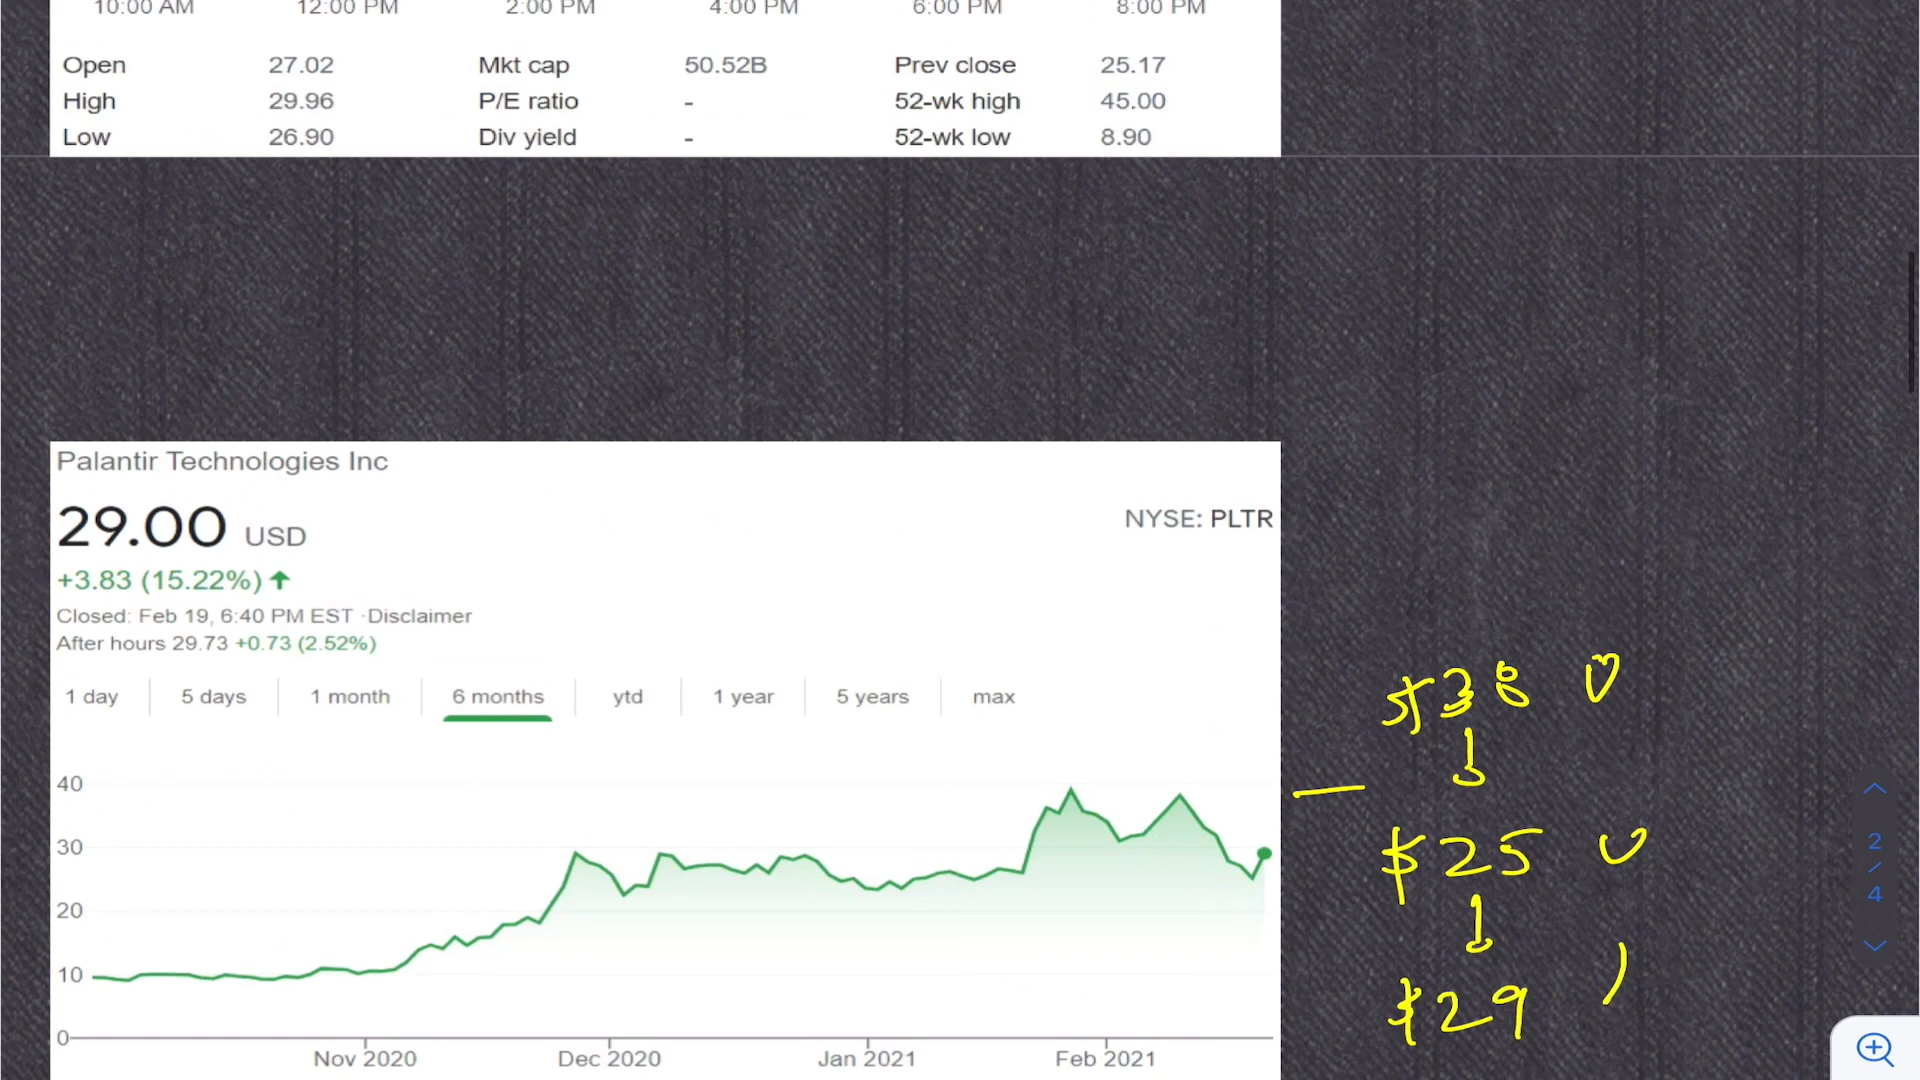 10:00 AM 12:00 PM 2:00 PM 4:00 PM 6:00 PM 8:00 PM
Open 27.02 Mkt cap 50.52B Prev close 25.17
High 29.96 P/E ratio - 52-wk high 45.00
Low 26.90 Div yield - 52-wk low 8.90
Palantir Technologies Inc
29.00 USD NYSE: PLTR
+3.83 (15.22%)
Closed: Feb 19, 6:40 PM EST ·Disclaimer
After hours 29.73 +0.73 (2.52%)
1 day 5 days 1 month 6 months ytd 1 year 5 years max
40
30
20
10
0
Nov 2020 Dec 2020 Jan 2021 Feb 2021
$38
$25
$29
2
/
4